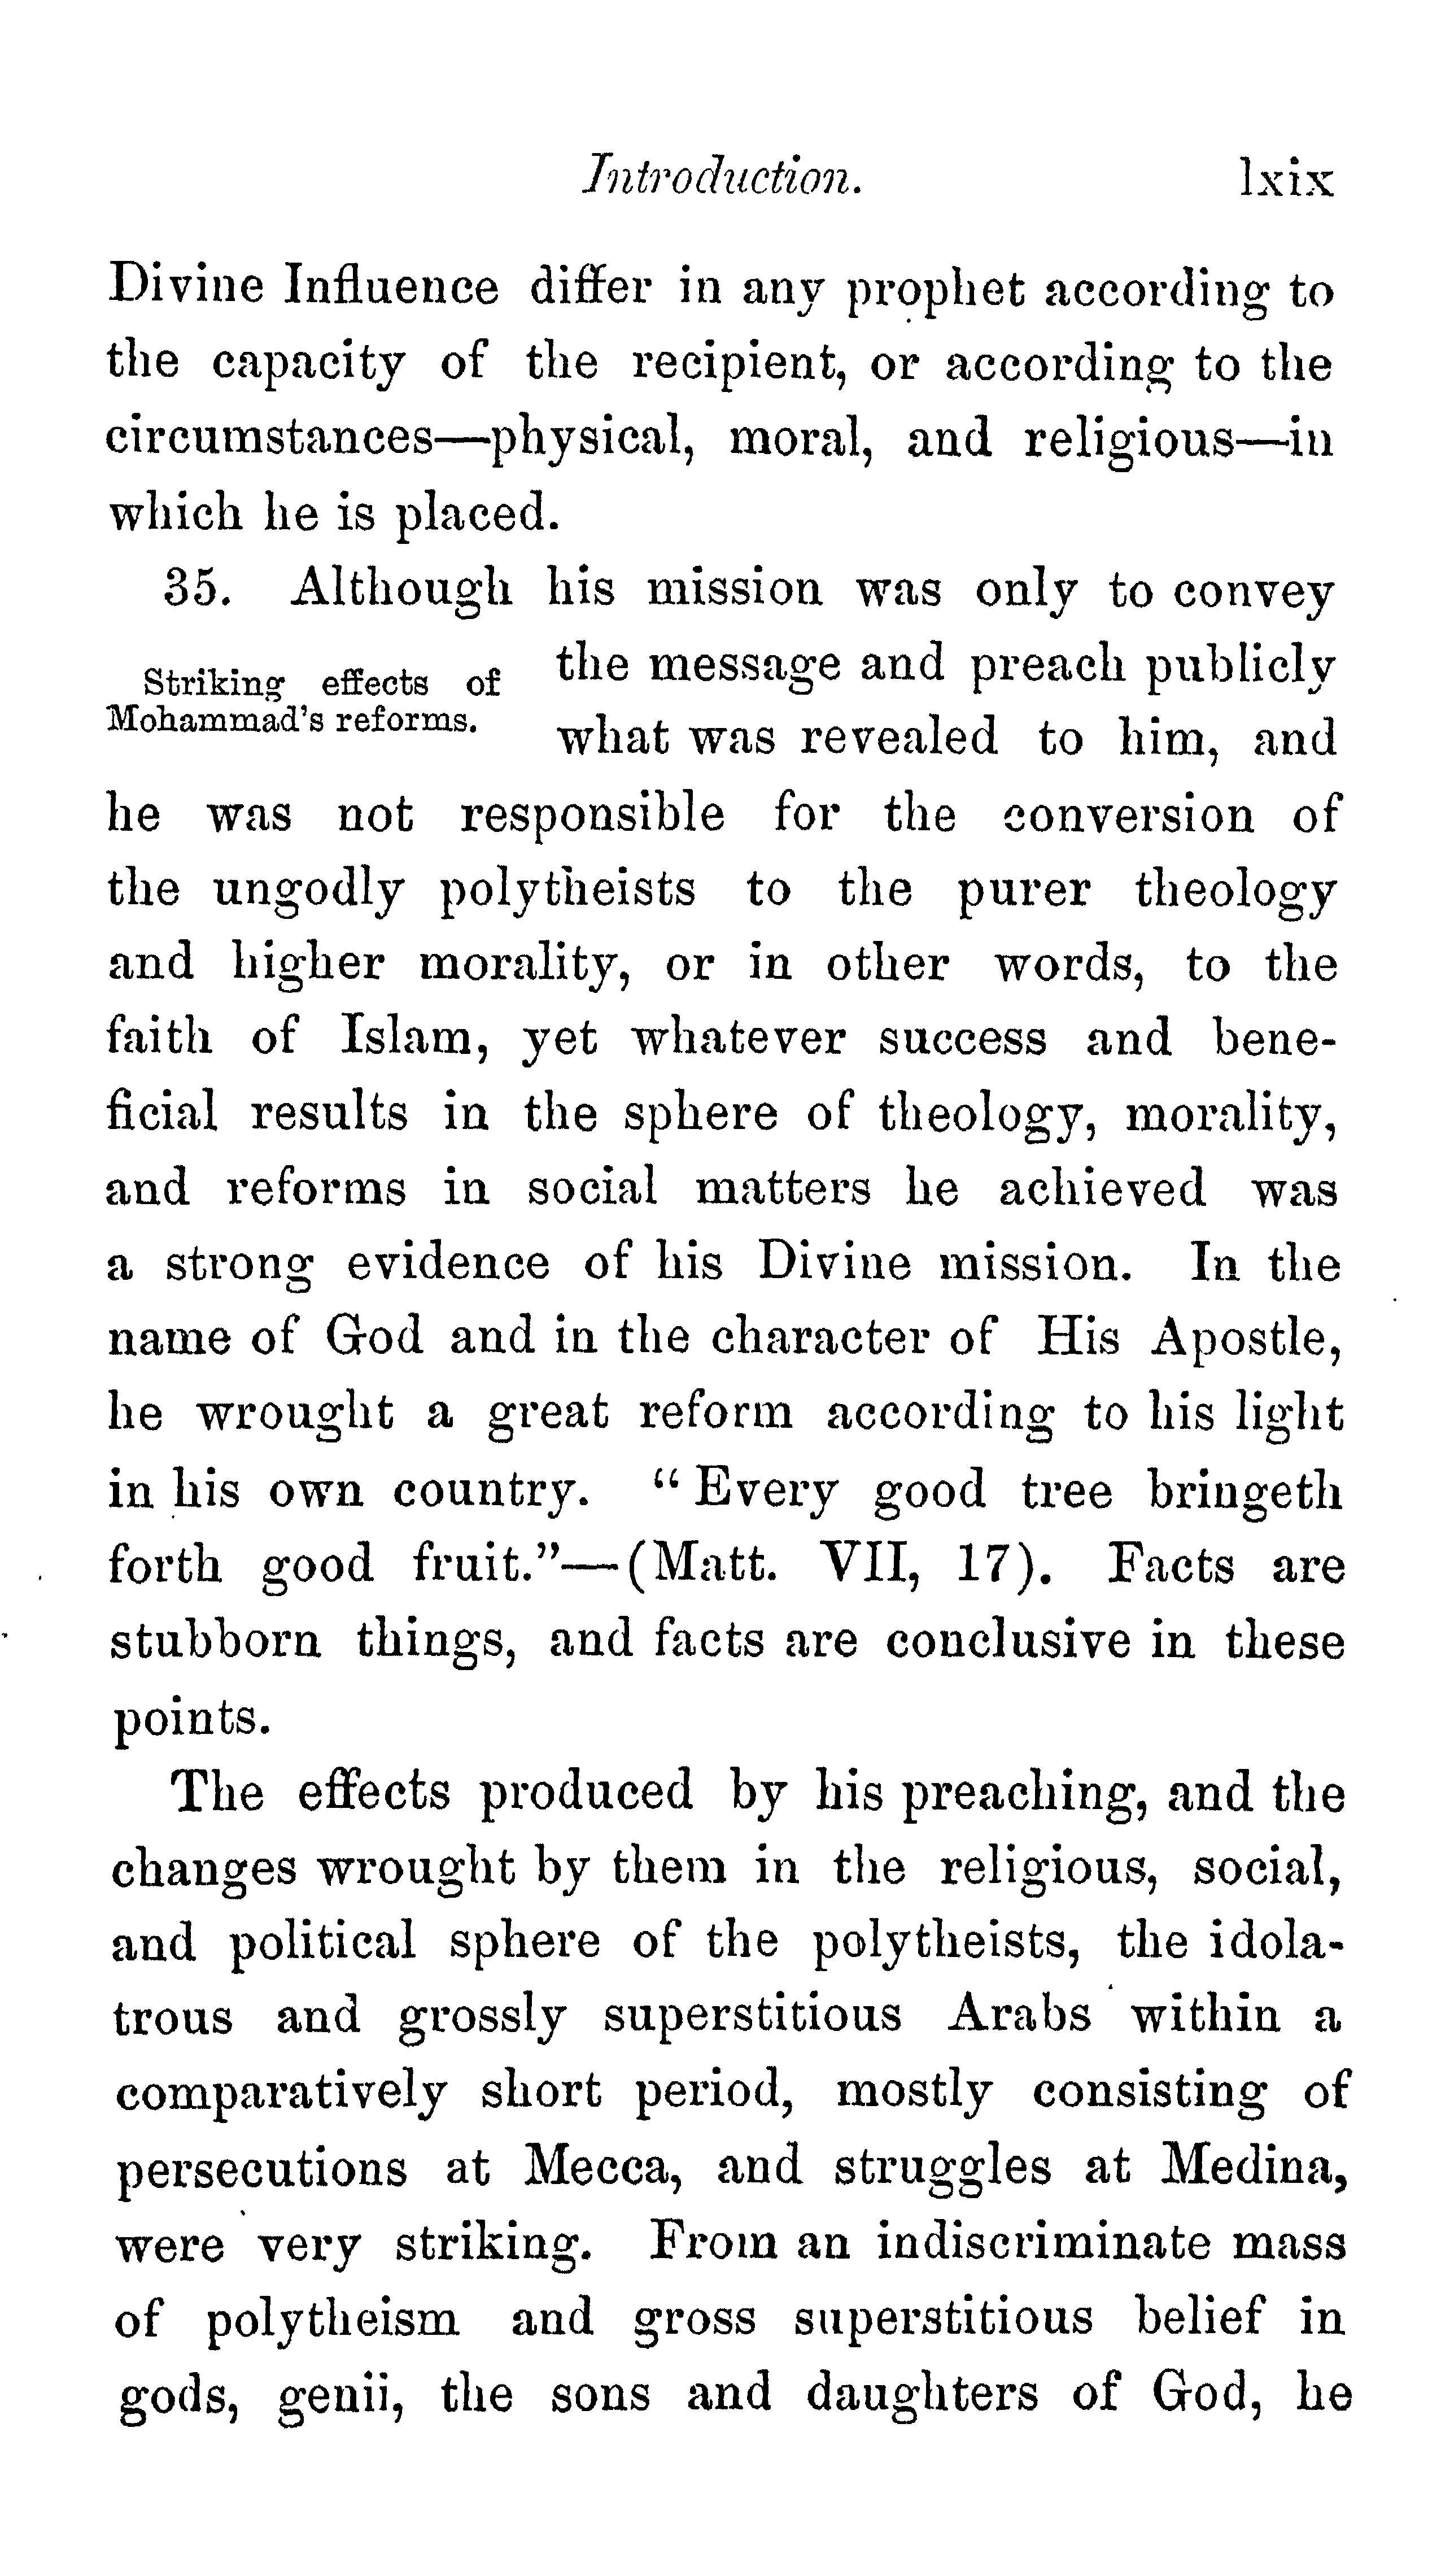 Introduction. lxix
Divine Influence differ in any prophet according to
the capacity of the recipient, or according to the
circumstances—physical, moral, and religious—in
which he is placed.
35. Although his mission was only to convey
Striking effects of
Mohammad's reforms.
the message and preach publicly
what was revealed to him, and
he was not responsible for the conversion of
the ungodly polytheists to the purer theology
and higher morality, or in other words, to the
faith of Islam, yet whatever success and bene-
ficial results in the sphere of theology, morality,
and reforms in social matters he achieved was
a strong evidence of his Divine mission. In the
name of God and in the character of His Apostle,
he wrought a great reform according to his light
in his own country. "Every good tree bringeth
forth good fruit."—(Matt. VII, 17). Facts are
stubborn things, and facts are conclusive in these
points.
The effects produced by his preaching, and the
changes wrought by them in the religious, social,
and political sphere of the polytheists, the idola-
trous and grossly superstitious Arabs within a
comparatively short period, mostly consisting of
persecutions at Mecca, and struggles at Medina,
were very striking. From an indiscriminate mass
of polytheism and gross superstitious belief in
gods, genii, the sons and daughters of God, he